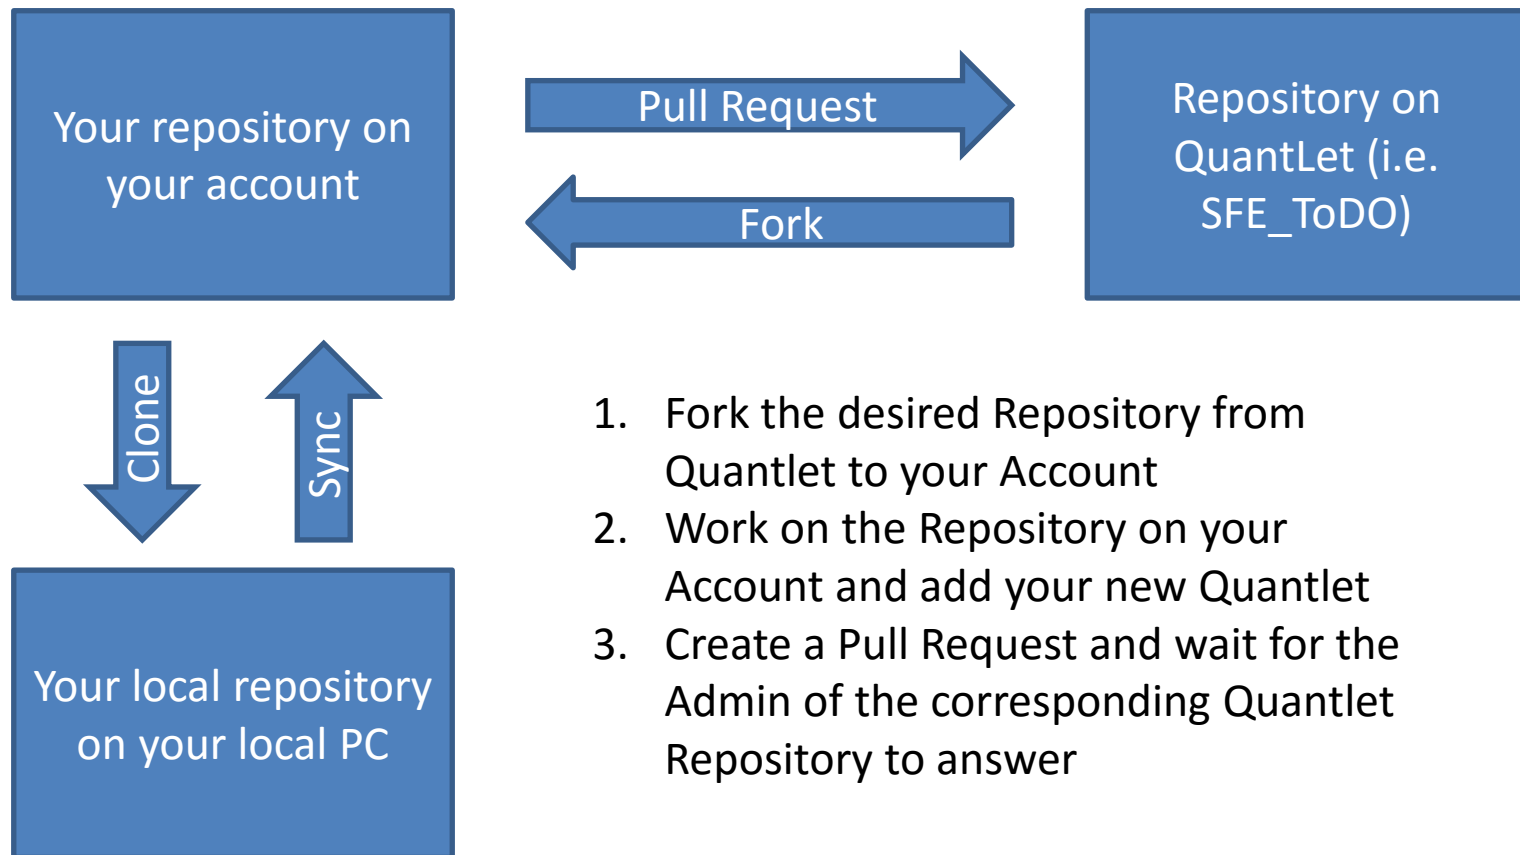 Your repository on
your account
Pull Request
Fork
Repository on
QuantLet (i.e.
SFE_ToDO)
Clone
Sync
1. Fork the desired Repository from
Quantlet to your Account
2. Work on the Repository on your
Account and add your new Quantlet
3. Create a Pull Request and wait for the
Admin of the corresponding Quantlet
Repository to answer
Your local repository
on your local PC